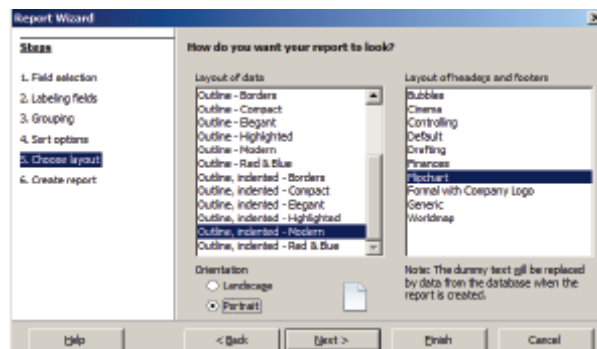 Report Wizard
Steps
1. Field selection
2. Labeling fields
3. Grouping
4. Sort options
5. Choose layout
6. Create report
How do you want your report to look?
Layout of data
Outline - Borders
Outline - Compact
Outline - Elegant
Outline - Highlighted
Outline - Modern
Outline - Red & Blue
Outline, indented - Borders
Outline, indented - Compact
Outline, indented - Elegant
Outline, indented - Highlighted
Outline, indented - Modern
Outline, indented - Red & Blue
Layout of headers and footers
Bubbles
Cinema
Controlling
Default
Drafting
Finances
Flipchart
Formal with Company Logo
Generic
Worldmap
Orientation
Landscape
Portrait
Note: The dummy text will be replaced
by data from the database when the
report is created.
Help
< Back
Next >
Finish
Cancel